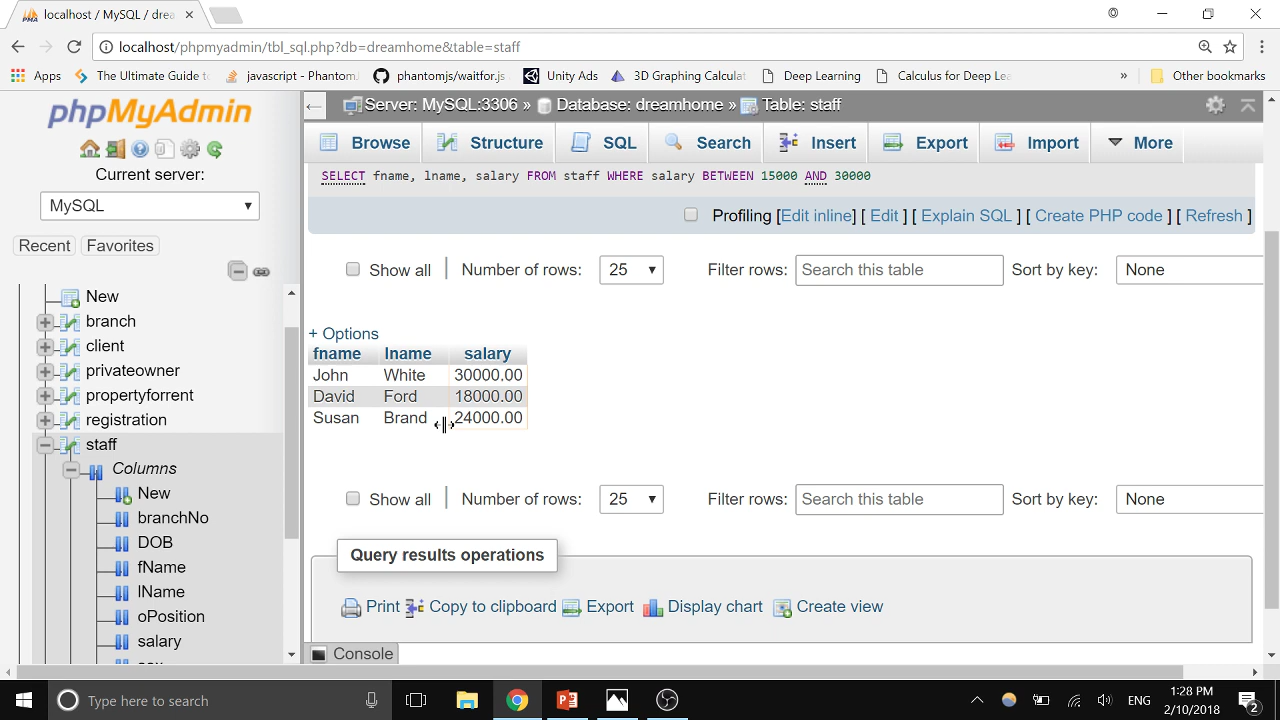 localhost / MySQL / drea
localhost/phpmyadmin/tbl_sql.php?db=dreamhome&table=staff
Apps The Ultimate Guide to javascript - Phantom. phantomjs/waitfor.js Unity Ads 3D Graphing Calculat Deep Learning Calculus for Deep Le » Other bookmarks
phpMyAdmin
Server: MySQL:3306 » Database: dreamhome » Table: staff
Browse Structure SQL Search Insert Export Import More
Current server:
MySQL
SELECT fname, lname, salary FROM staff WHERE salary BETWEEN 15000 AND 30000
Profiling [Edit inline] [ Edit ] [ Explain SQL ] [ Create PHP code ] [ Refresh ]
Recent Favorites
Show all Number of rows: 25 Filter rows: Search this table Sort by key: None
New
branch
client
privateowner
propertyforrent
registration
staff
Columns
New
branchNo
DOB
fName
lName
oPosition
salary
+ Options
fname lname salary
John White 30000.00
David Ford 18000.00
Susan Brand 24000.00
Show all Number of rows: 25 Filter rows: Search this table Sort by key: None
Query results operations
Print Copy to clipboard Export Display chart Create view
Console
Type here to search
ENG
1:28 PM
2/10/2018
2